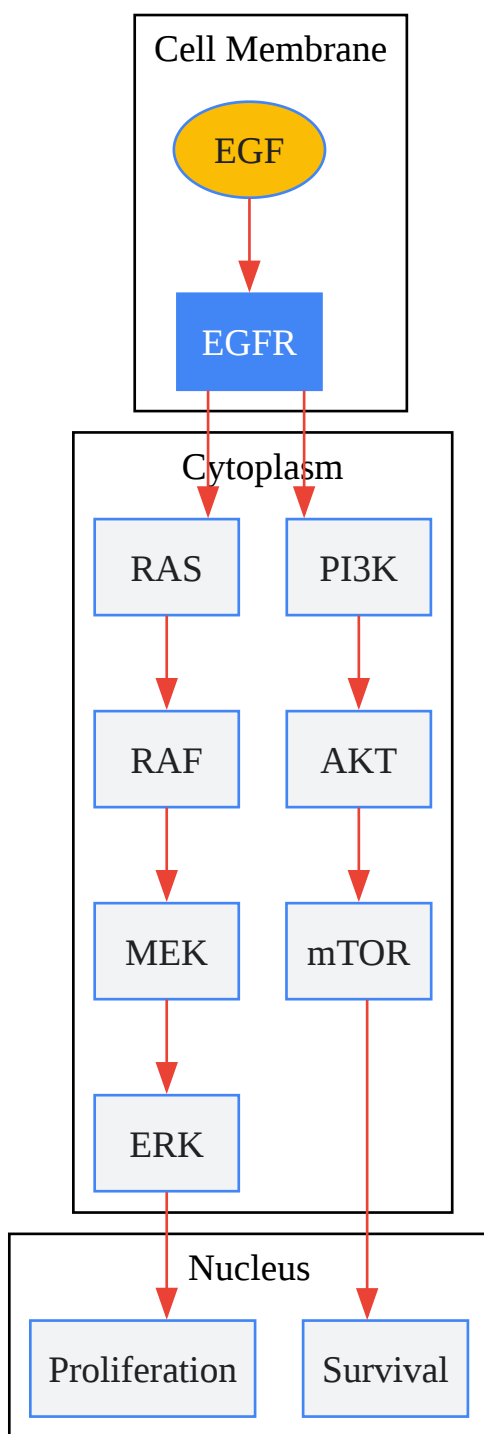 Cell Membrane
EGF
EGFR
Cytoplasm
RAS
PI3K
RAF
AKT
MEK
mTOR
ERK
Nucleus
Proliferation
Survival